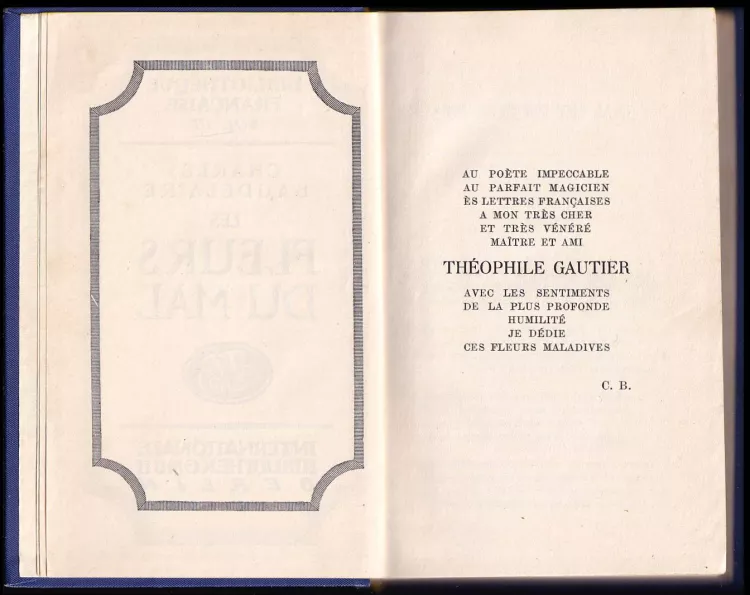 AU POÈTE IMPECCABLE
AU PARFAIT MAGICIEN
ÈS LETTRES FRANÇAISES
A MON TRÈS CHER
ET TRÈS VÉNÉRÉ
MAÎTRE ET AMI
THÉOPHILE GAUTIER
AVEC LES SENTIMENTS
DE LA PLUS PROFONDE
HUMILITÉ
JE DÉDIE
CES FLEURS MALADIVES
C. B.